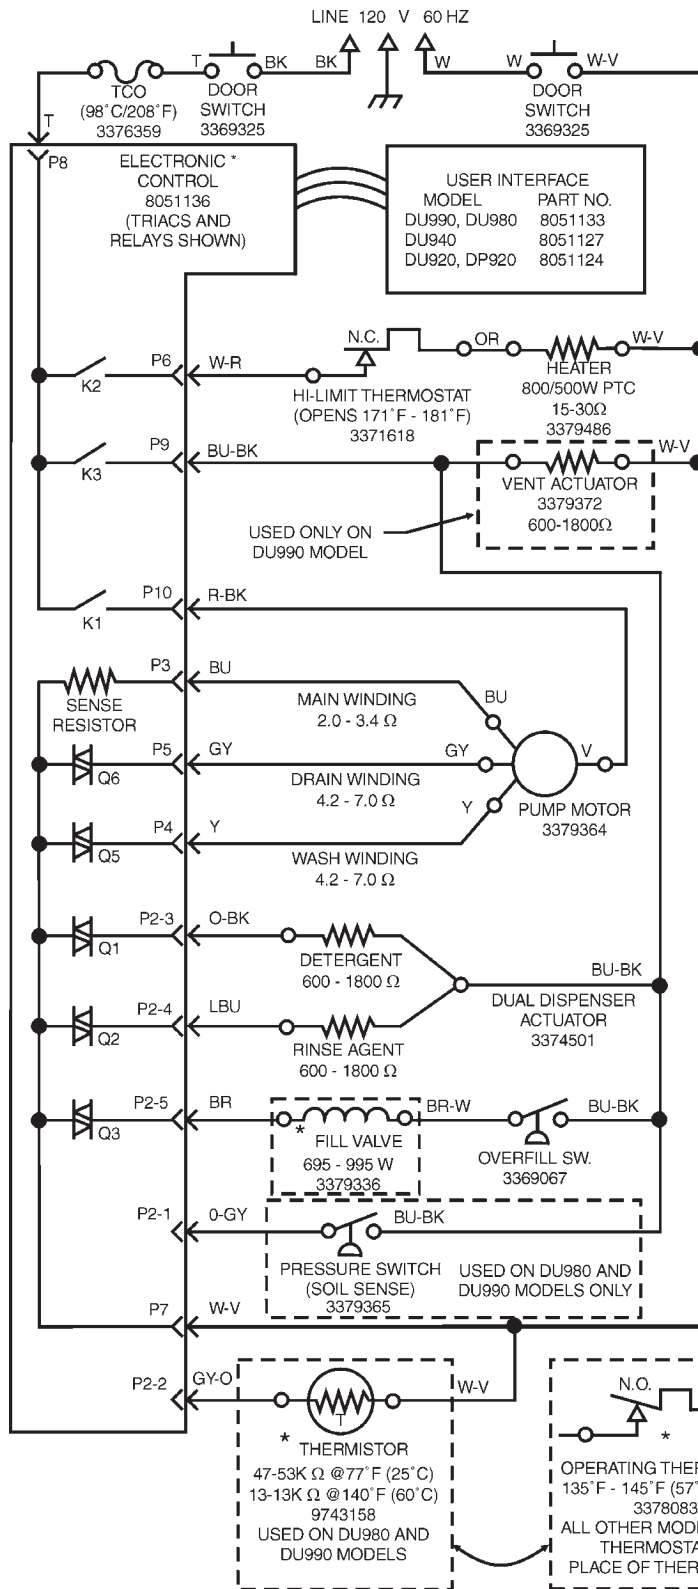 LINE 120 V 60 HZ
T BK BK W W W-V
TCO
(98°C/208°F)
3376359
DOOR
SWITCH
3369325
DOOR
SWITCH
3369325
T
P8
ELECTRONIC *
CONTROL
8051136
(TRIACS AND
RELAYS SHOWN)
USER INTERFACE
MODEL PART NO.
DU990, DU980 8051133
DU940 8051127
DU920, DP920 8051124
K2 P6 W-R
N.C. OR W-V
HI-LIMIT THERMOSTAT
(OPENS 171°F - 181°F)
3371618
HEATER
800/500W PTC
15-30Ω
3379486
K3 P9 BU-BK W-V
VENT ACTUATOR
3379372
600-1800Ω
USED ONLY ON
DU990 MODEL
K1 P10 R-BK
P3 BU
SENSE
RESISTOR
MAIN WINDING
2.0 - 3.4 Ω
BU
Q6 P5 GY GY V
DRAIN WINDING
4.2 - 7.0 Ω
PUMP MOTOR
3379364
Q5 P4 Y Y
WASH WINDING
4.2 - 7.0 Ω
Q1 P2-3 O-BK
DETERGENT
600 - 1800 Ω
BU-BK
DUAL DISPENSER
ACTUATOR
3374501
Q2 P2-4 LBU
RINSE AGENT
600 - 1800 Ω
Q3 P2-5 BR BR-W BU-BK
* FILL VALVE
695 - 995 W
3379336
OVERFILL SW.
3369067
P2-1 0-GY BU-BK
PRESSURE SWITCH
(SOIL SENSE)
3379365
USED ON DU980 AND
DU990 MODELS ONLY
P7 W-V
P2-2 GY-O W-V
T
* THERMISTOR
47-53K Ω @77°F (25°C)
13-13K Ω @140°F (60°C)
9743158
USED ON DU980 AND
DU990 MODELS
N.O.
*
OPERATING
135°F - 145°F
3378083
ALL OTHER
PLACE OF